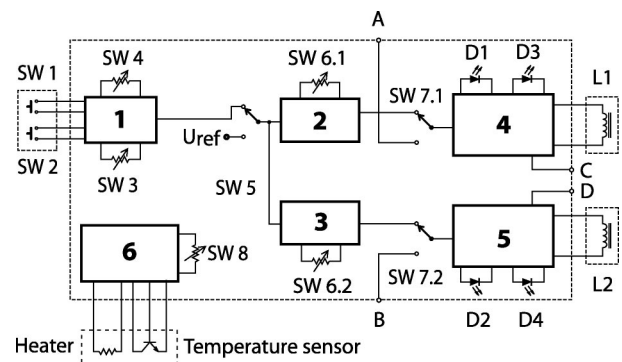 A
SW 4
SW 6.1
D1
D3
SW 1
SW 7.1
L1
1
2
4
Uref
SW 2
SW 3
C
SW 5
D
3
5
6
SW 8
L2
SW 6.2
SW 7.2
B
D2
D4
Heater
Temperature sensor